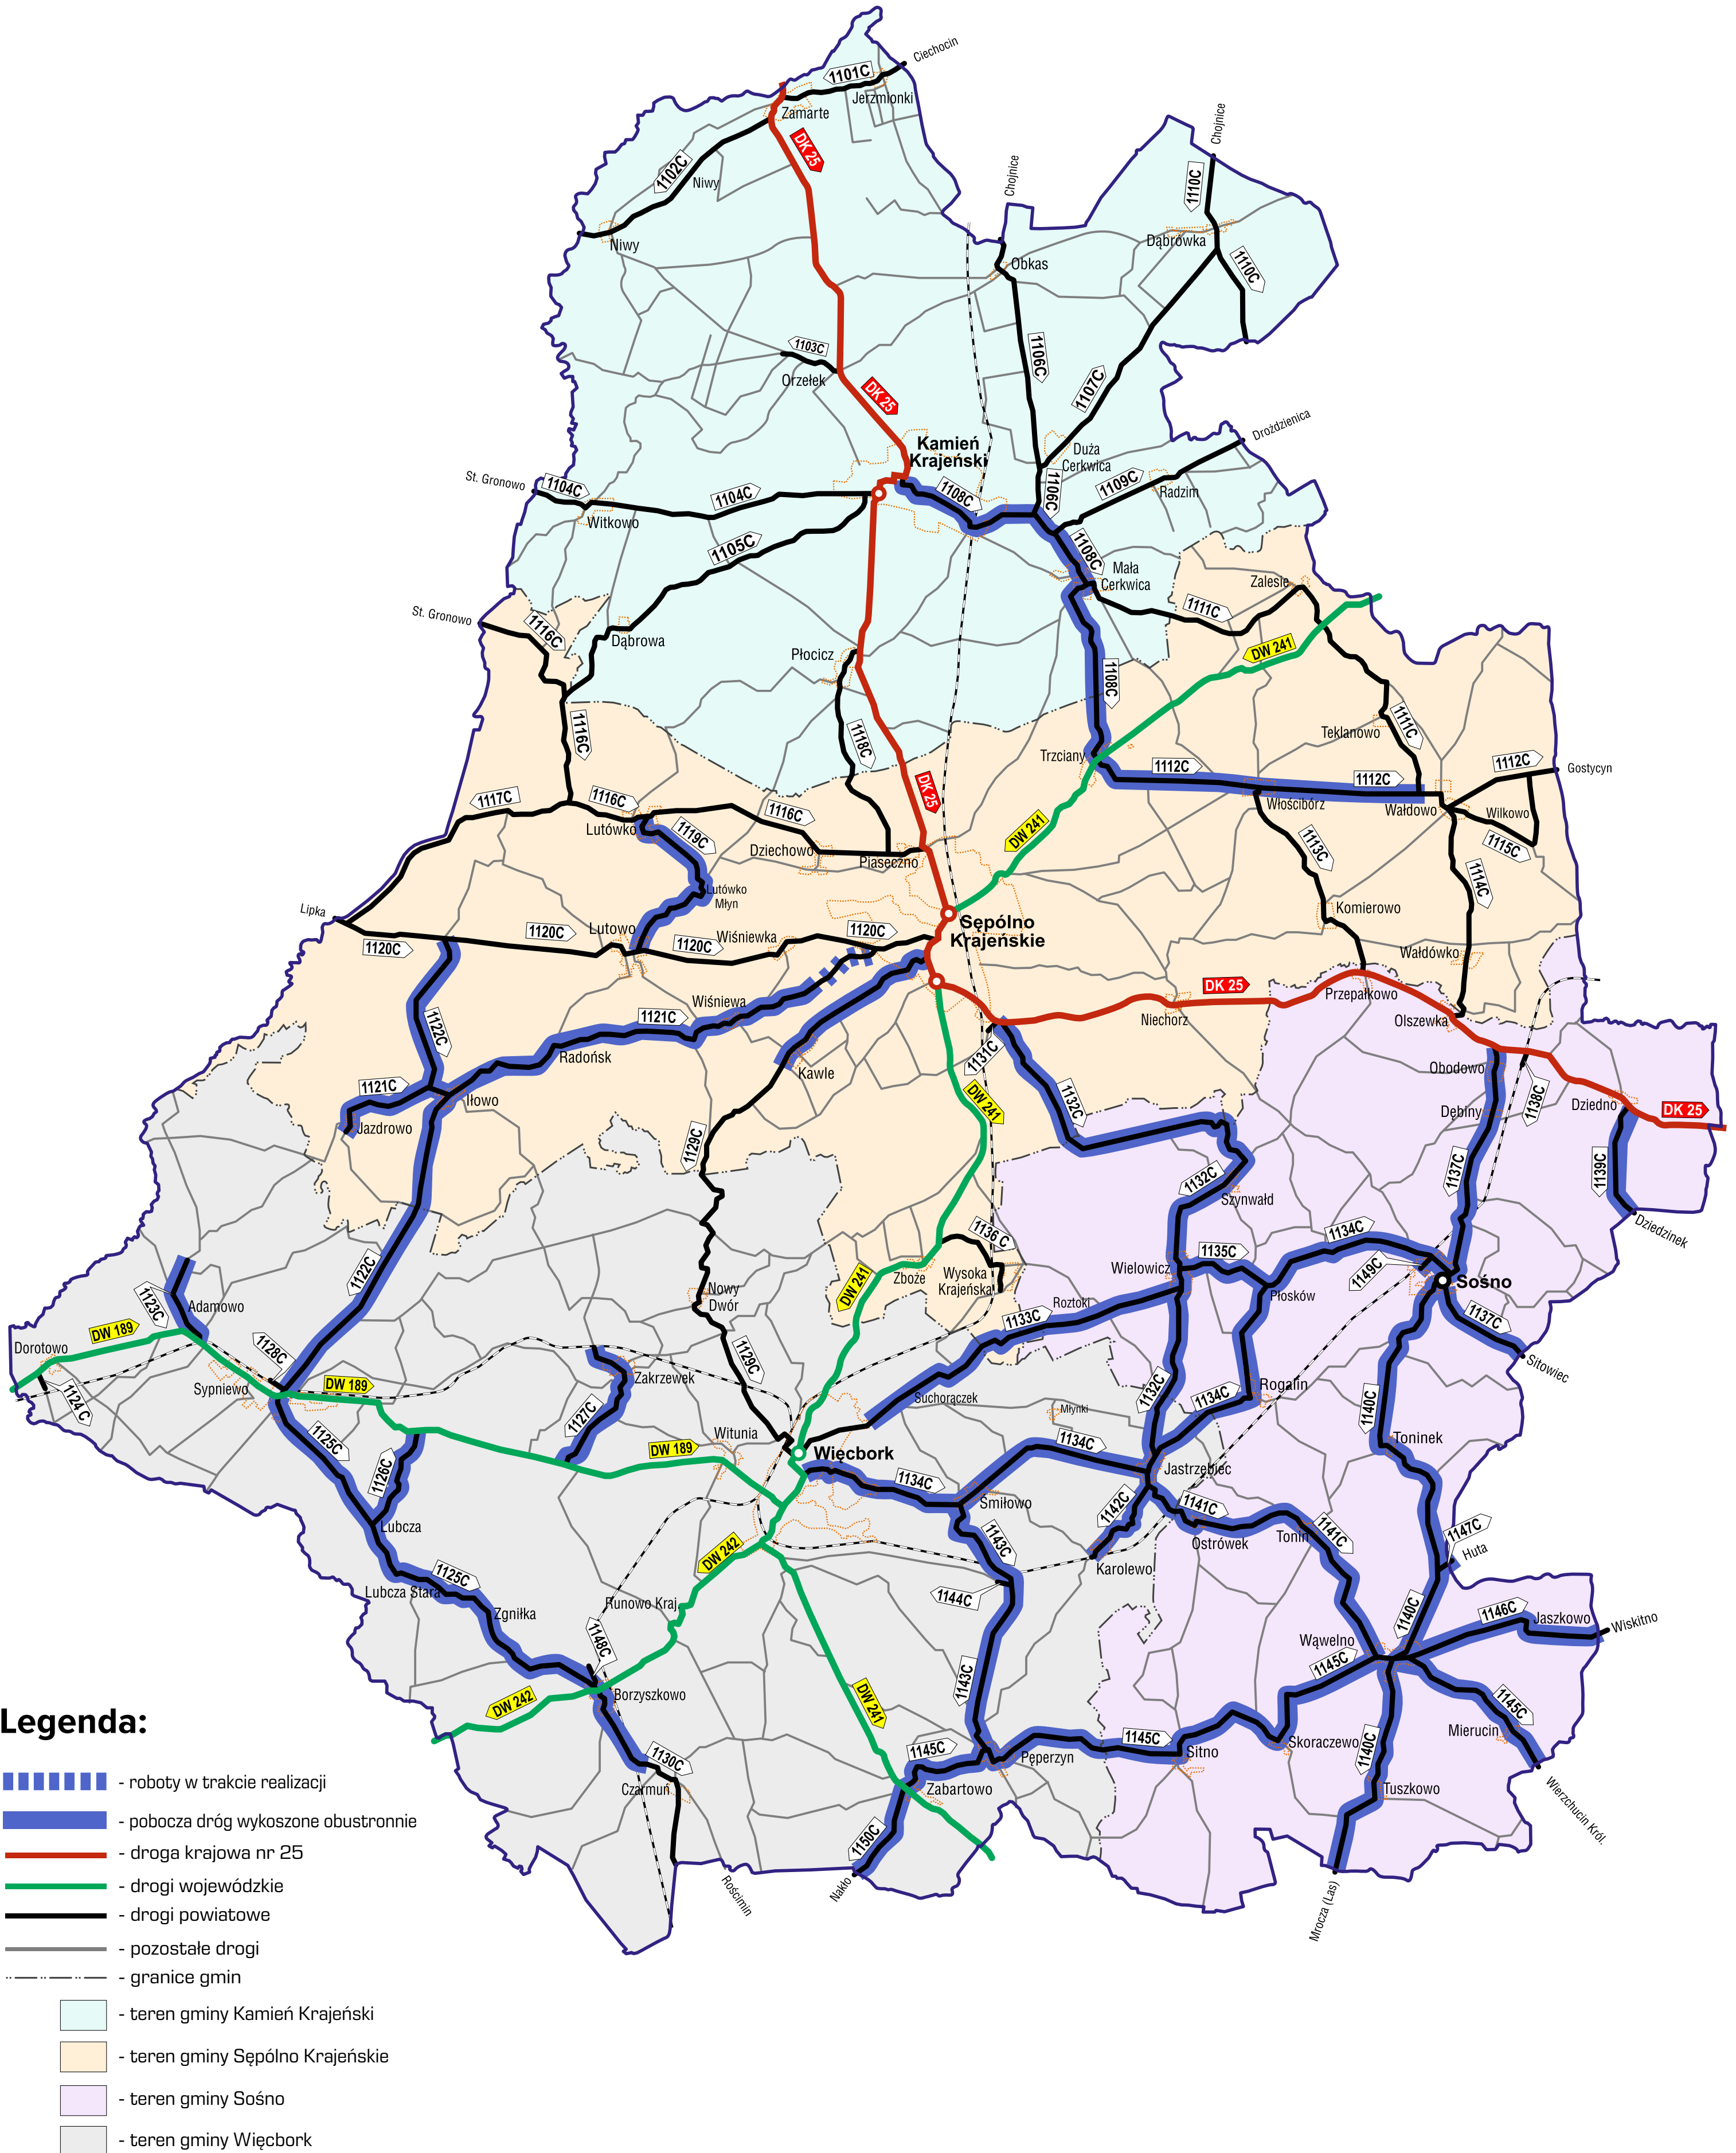 Ciechocin
1101C
Jerzmionki
Zamarte
DK 25
1102C
Niwy
Niwy
Chojnice
Chojnice
1110C
Dąbrówka
1110C
Obkas
1103C
Orzełek
1106C
1107C
DK 25
Kamień
Krajeński
Duża
Cerkwica
Drożdzienica
St. Gronowo
1104C
1104C
Witkowo
1108C
1106C
1109C
Radzim
1105C
1108C
Mała
Cerkwica
Zalesie
St. Gronowo
1116C
Dąbrowa
1111C
DW 241
Płocicz
1108C
1116C
1118C
Teklanowo
1111C
Trzciany
1112C
1112C
1112C
Gostycyn
DK 25
1117C
1116C
1116C
Lutówko
1119C
Dziechowo
Piaseczno
DW 241
Włościbórz
Wałdowo
Wilkowo
1113C
1115C
1114C
Lutówko
Młyn
Lipka
1120C
1120C
Lutowo
1120C
Wiśniewka
1120C
Sepólno
Krajeńskie
Komierowo
Wałdówko
DK 25
Przepałkowo
Olszewka
Niechorz
1122C
1121C
Wiśniewa
Radońsk
Kawle
1131C
1121C
Iłowo
Jazdrowo
1132C
DW 241
Obodowo
1138C
Dębiny
Dziedno
DK 25
1129C
1137C
1139C
1132C
Szynwałd
Dziedzinek
1136 C
1134C
1122C
Zboże
Wysoka
Krajeńska
Wielowicz
1135C
1149C
Sośno
DW 241
1123C
Adamowo
Nowy
Dwór
Roztoki
1133C
Płosków
1137C
Dorotowo
DW 189
1128C
1129C
Sitowiec
Sypniewo
DW 189
1124 C
Zakrzewek
Suchorączek
1132C
1134C
Rogalin
1127C
Młynki
1140C
1125C
Witunia
DW 189
Więcbork
1134C
Toninek
1126C
1134C
Jastrzębiec
Smiłowo
1142C
1141C
Lubcza
1143C
Ostrówek
Tonin
1141C
1147C
Huta
DW 242
Karolewo
1125C
Lubcza Stara
1144C
Zgniłka
Runowo Kraj.
1140C
1146C
Jaszkowo
Wiskitno
1148C
Wąwelno
1145C
1143C
Borzyszkowo
DW 242
DW 241
1145C
Mierucin
Legenda:
1130C
1145C
1145C
Pęperzyn
Sitno
Skoraczewo
1140C
- roboty w trakcie realizacji
Czarmuń
Zabartowo
Tuszkowo
Wierzchucin Król.
- pobocza dróg wykoszone obustronnie
1150C
- droga krajowa nr 25
Nakło
Rościmin
Mrocza (Las)
- drogi wojewódzkie
- drogi powiatowe
- pozostałe drogi
- granice gmin
- teren gminy Kamień Krajeński
- teren gminy Sępólno Krajeńskie
- teren gminy Sośno
- teren gminy Więcbork